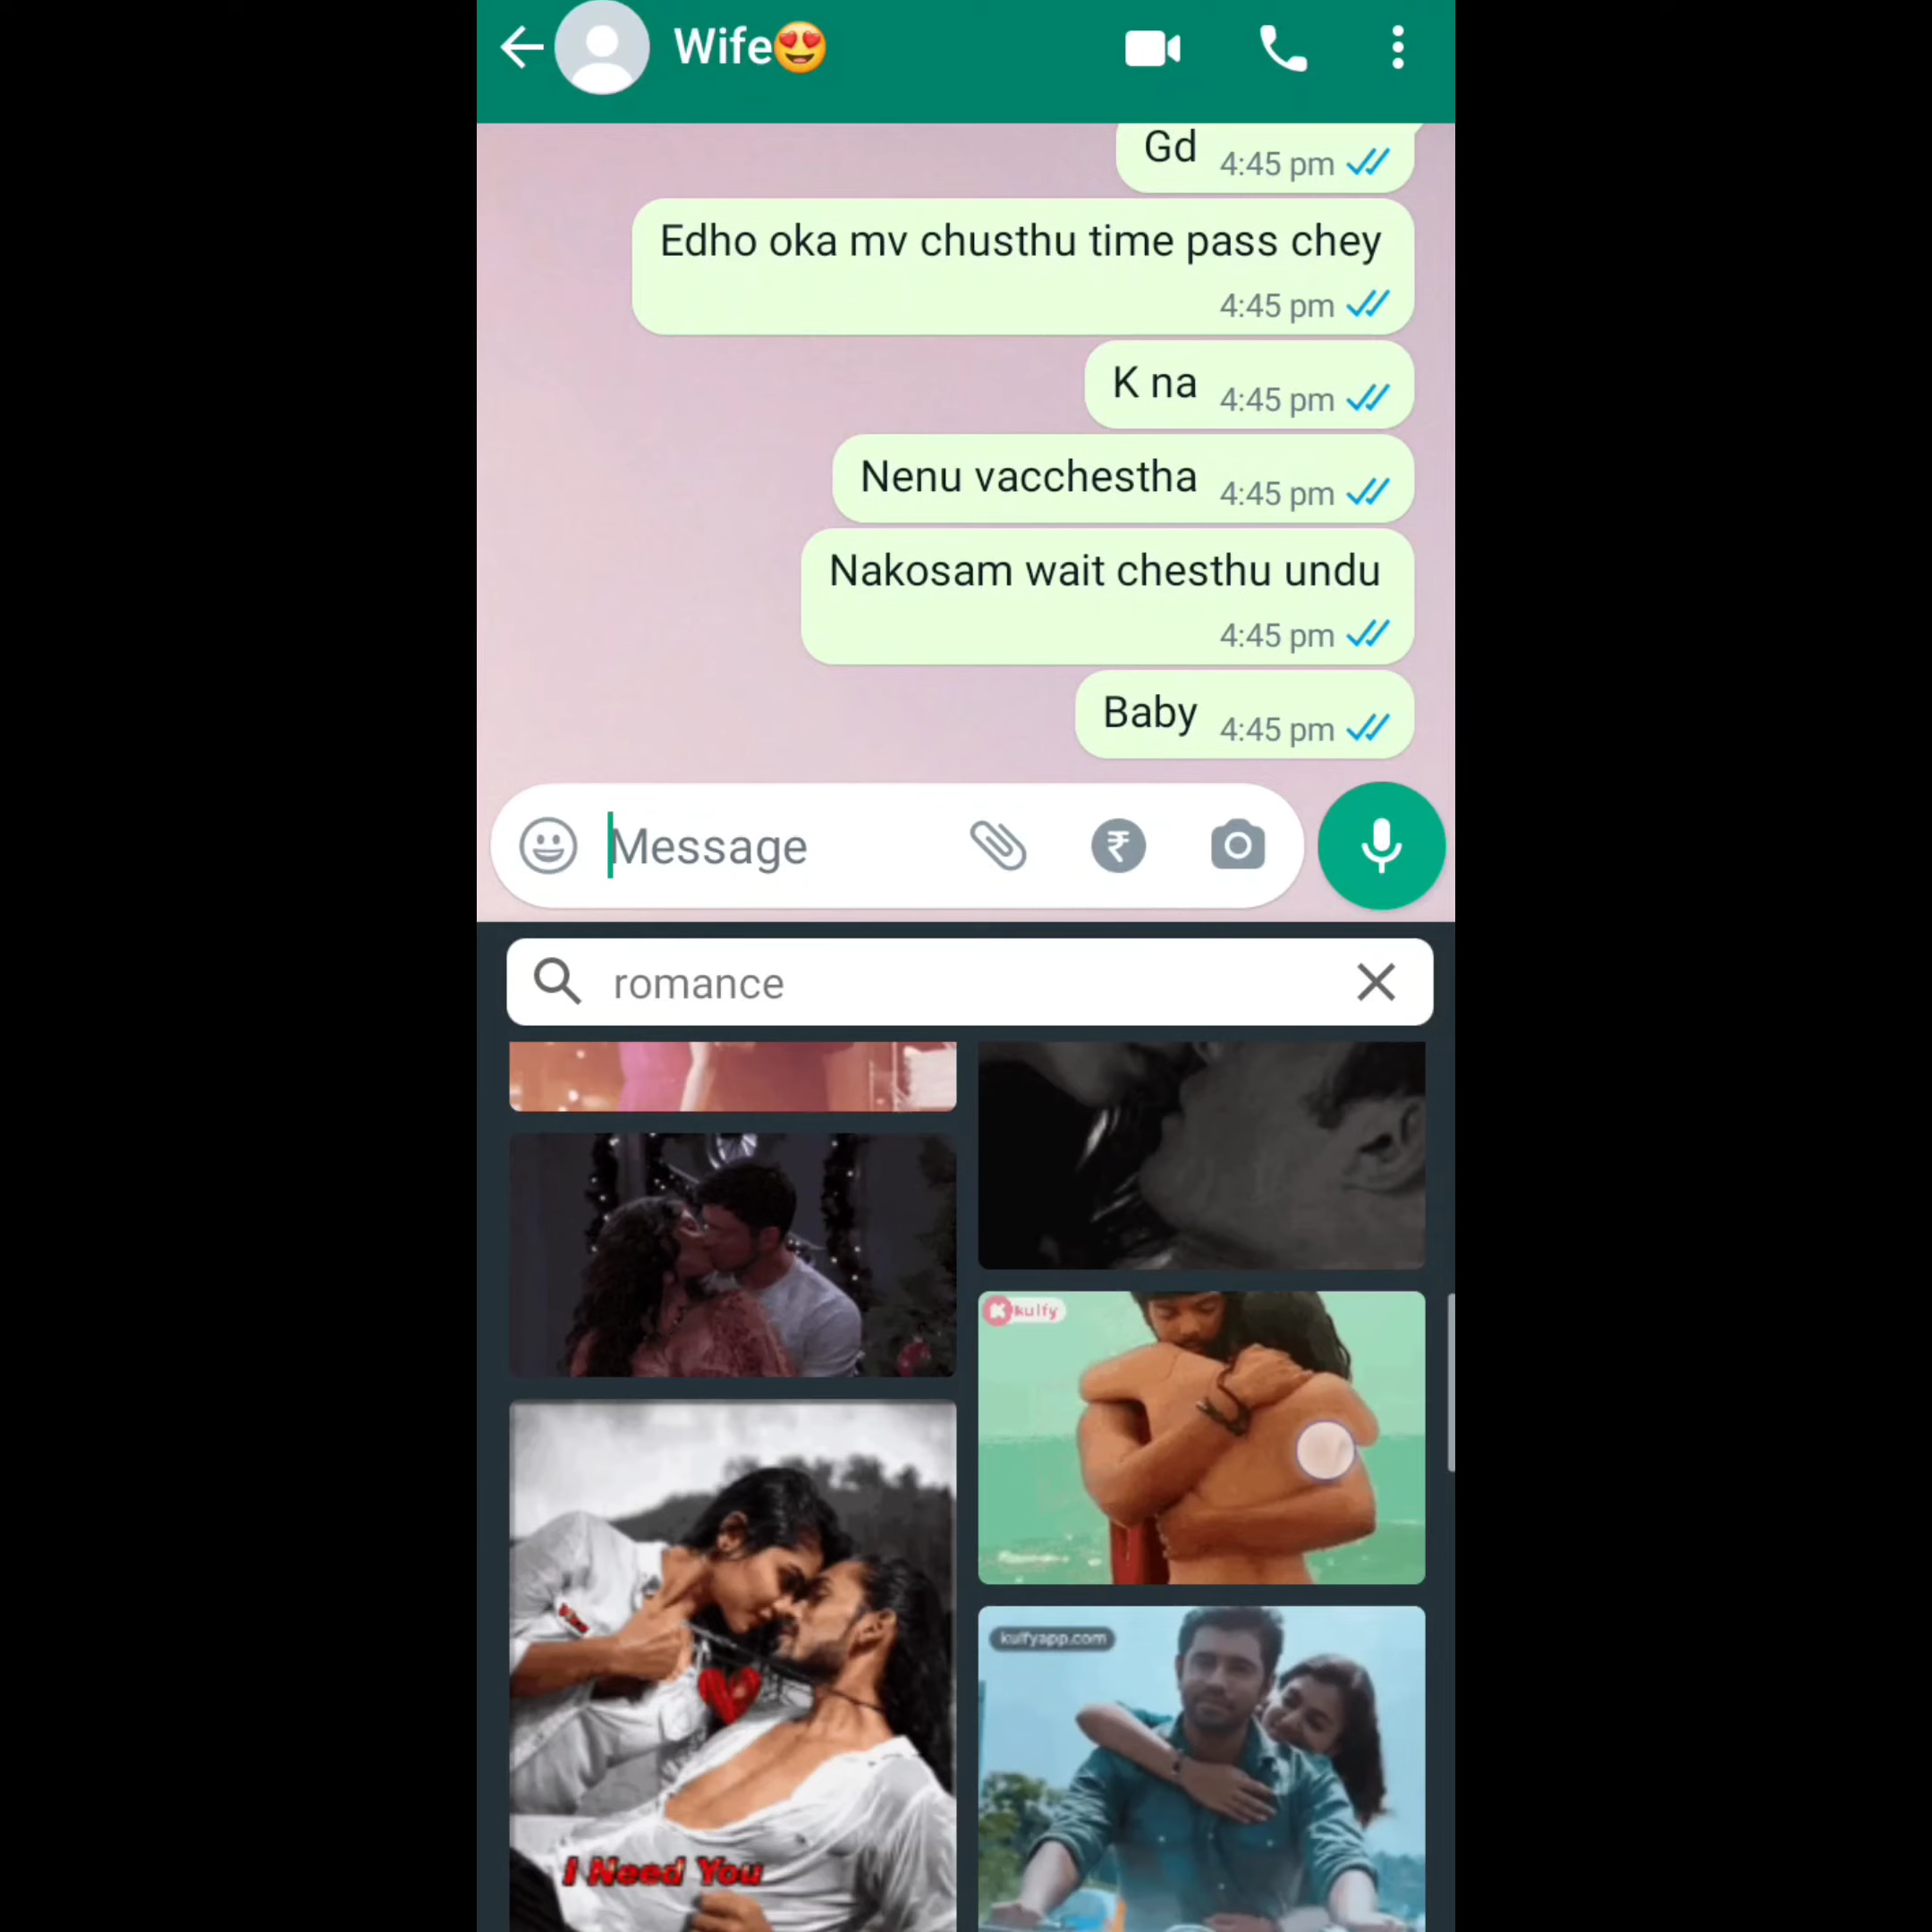 Wife😍
Gd 4:45 pm
Edho oka mv chusthu time pass chey
4:45 pm
K na 4:45 pm
Nenu vacchestha 4:45 pm
Nakosam wait chesthu undu
4:45 pm
Baby 4:45 pm
Message
romance
kulfy
I Need You
kulfyapp.com